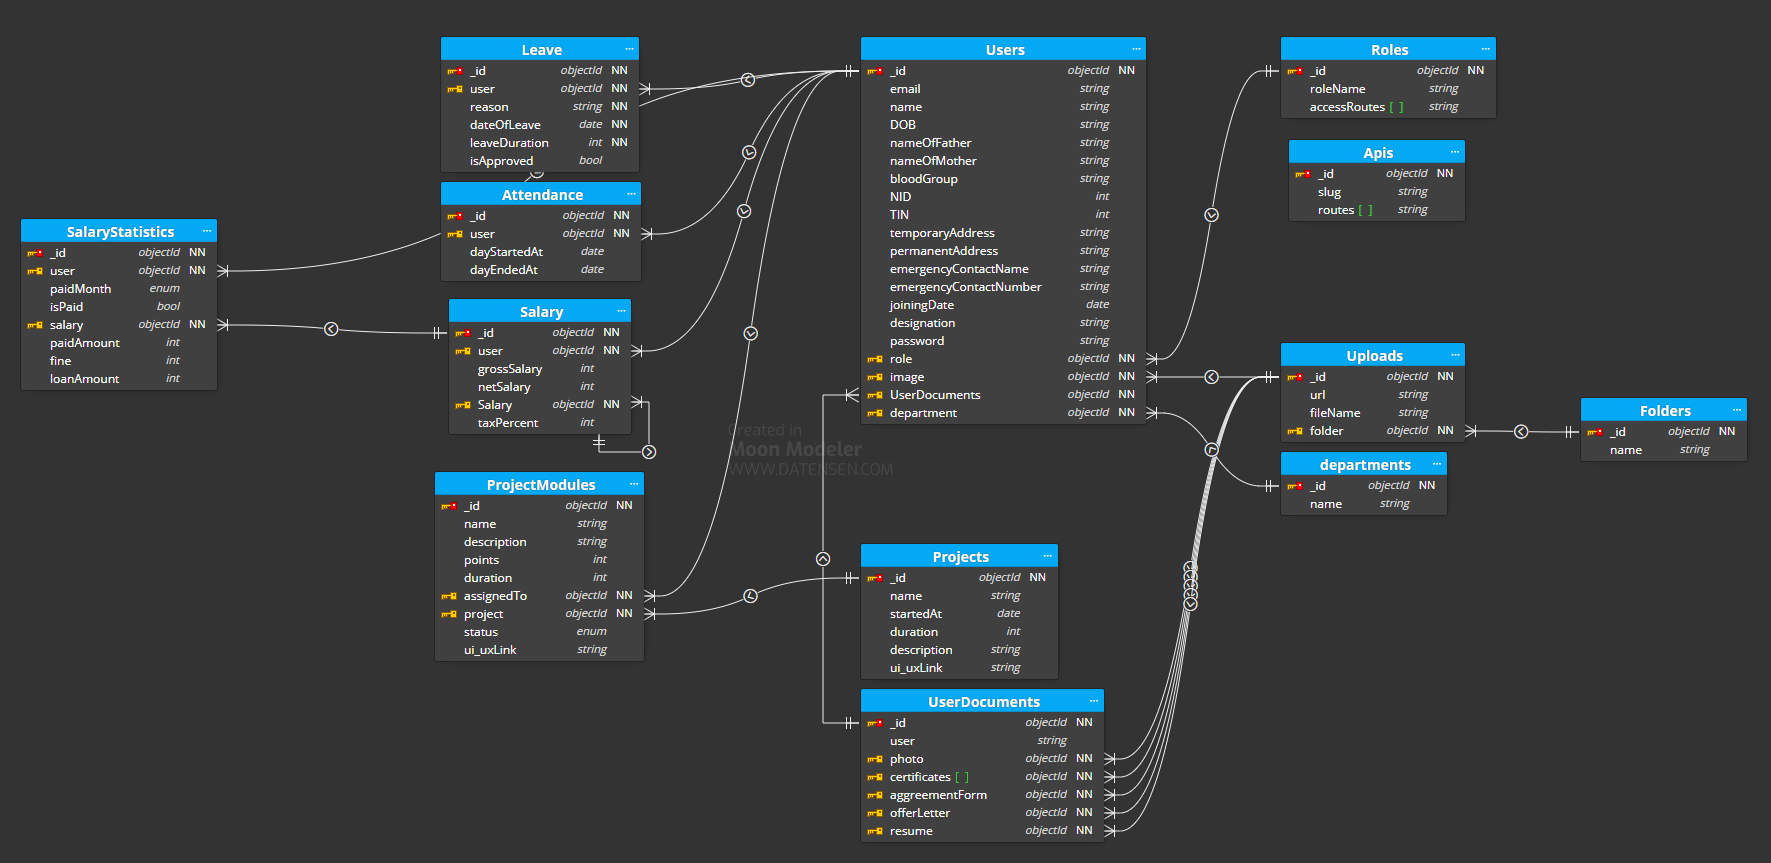 Leave ...
_id objectId NN
user objectId NN
reason string NN
dateOfLeave date NN
leaveDuration int NN
isApproved bool
Attendance ...
_id objectId NN
user objectId NN
dayStartedAt date
dayEndedAt date
SalaryStatistics ...
_id objectId NN
user objectId NN
paidMonth enum
isPaid bool
salary objectId NN
paidAmount int
fine int
loanAmount int
Salary ...
_id objectId NN
user objectId NN
grossSalary int
netSalary int
Salary objectId NN
taxPercent int
ProjectModules ...
_id objectId NN
name string
description string
points int
duration int
assignedTo objectId NN
project objectId NN
status enum
ui_uxLink string
Users ...
_id objectId NN
email string
name string
DOB string
nameOfFather string
nameOfMother string
bloodGroup string
NID int
TIN int
temporaryAddress string
permanentAddress string
emergencyContactName string
emergencyContactNumber string
joiningDate date
designation string
password string
role objectId NN
image objectId NN
UserDocuments objectId NN
department objectId NN
Created in
Moon Modeler
WWW.DATENSEN.COM
Projects ...
_id objectId NN
name string
startedAt date
duration int
description string
ui_uxLink string
UserDocuments ...
_id objectId NN
user string
photo objectId NN
certificates [ ] objectId NN
aggreementForm objectId NN
offerLetter objectId NN
resume objectId NN
Roles ...
_id objectId NN
roleName string
accessRoutes [ ] string
Apis ...
_id objectId NN
slug string
routes [ ] string
Uploads ...
_id objectId NN
url string
fileName string
folder objectId NN
departments ...
_id objectId NN
name string
Folders ...
_id objectId NN
name string